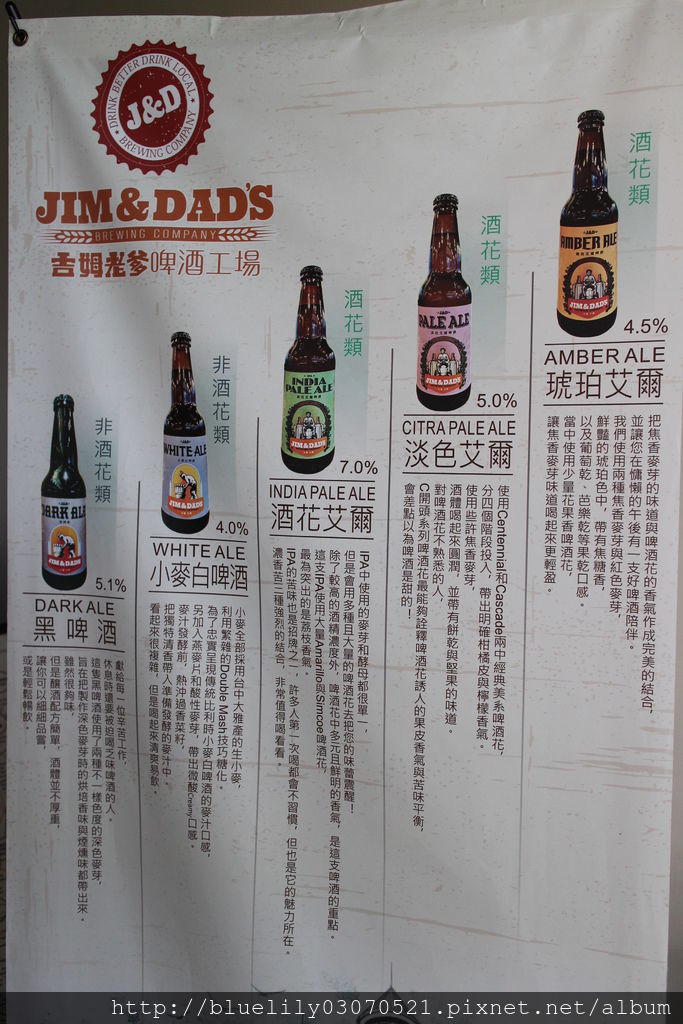 DRINK BETTER DRINK LOCAL
J&D
BREWING COMPANY
JIM & DAD'S
BREWING COMPANY
吉姆老爹啤酒工場
酒花類
AMBER ALE
JIM & DAD'S
4.5%
AMBER ALE
琥珀艾爾
把焦香麥芽的味道與啤酒花的香氣作成完美的結合，
並讓您在慵懶的午後有一支好啤酒陪伴。
我們使用兩種焦香麥芽與紅色麥芽，
鮮豔的琥珀色中，帶有焦糖香，
以及葡萄乾、芭樂乾等果乾口感。
當中使用少量花果香啤酒花，
讓焦香麥芽味道喝起來更輕盈。
酒花類
PALE ALE
JIM & DAD'S
5.0%
CITRA PALE ALE
淡色艾爾
使用Centennial和Cascade兩中經典美系啤酒花，
分四個階段投入，帶出明確柑橘皮與檸檬香氣。
使用些許焦香麥芽，
酒體喝起來圓潤，並帶有餅乾與堅果的味道。
對啤酒花不熟悉的人，
C開頭系列啤酒花最能夠詮釋啤酒花誘人的果皮香氣與苦味平衡，
會差點以為啤酒是甜的！
酒花類
INDIA
PALE ALE
JIM & DAD'S
7.0%
INDIA PALE ALE
酒花艾爾
IPA中使用的麥芽和酵母都很單一，
但是會用多種且大量的啤酒花去把您的味蕾震醒！
除了較高的酒精濃度外，啤酒花中多元且鮮明的香氣，是這支啤酒的重點。
這支IPA使用大量Amarillo與Simcoe啤酒花，
最為突出的是荔枝香氣。
IPA的苦味也是招牌之一，許多人第一次喝都會不習慣，但也是它的魅力所在。
濃香苦三種強烈的結合，非常值得喝看看。
非酒花類
WHITE ALE
JIM & DAD'S
4.0%
WHITE ALE
小麥白啤酒
小麥全部採用台中大雅產的生小麥，
利用繁雜的Double Mash技巧糖化。
為了忠實呈現傳統比利時小麥白啤酒的麥汁口感，
另加入燕麥片和酸性麥芽，帶出微酸Creamy口感。
麥汁發酵前，熱沖過香菜籽，
把獨特清香帶人準備發酵的麥汁中。
看起來很複雜，但是喝起來清爽易飲。
非酒花類
DARK ALE
JIM & DAD'S
5.1%
DARK ALE
黑啤酒
獻給每一位辛苦工作，
休息時還要被迫喝乏味啤酒的人。
這隻黑啤酒使用了兩種不一樣色度的深色麥芽，
旨在把製作深色麥芽時的烘培香味與煙燻味都帶出來。
雖然很夠味，
但是釀酒配方簡單，酒體並不厚重，
讓你可以細細品嘗，
或是輕鬆暢飲。
http://bluelily03070521.pixnet.net/album